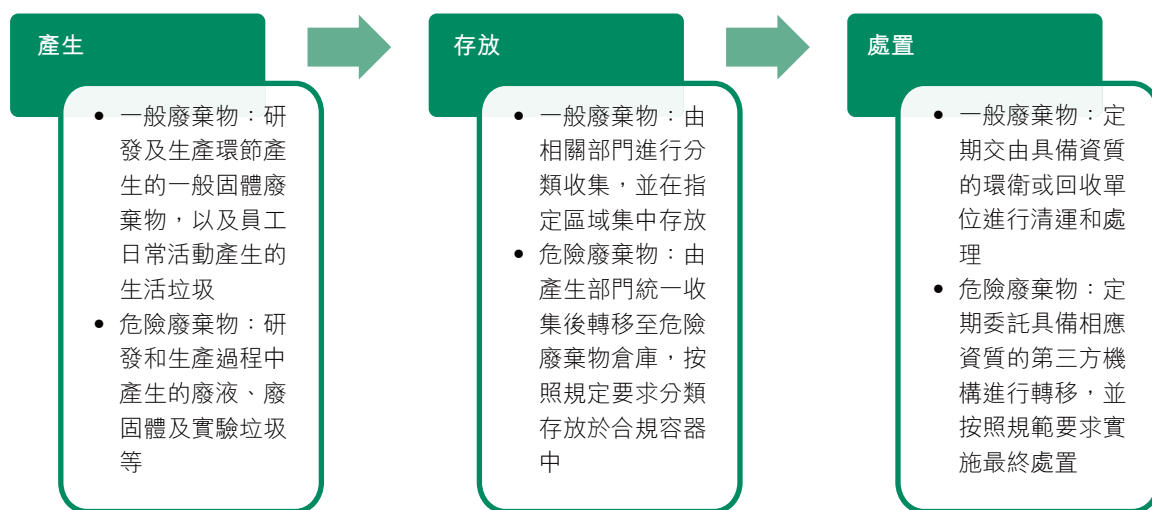 產生
一般廢棄物：研
發及生產環節產
生的一般固體廢
棄物，以及員工
日常活動產生的
生活垃圾
危險廢棄物：研
發和生產過程中
產生的廢液、廢
固體及實驗垃圾
等
存放
一般廢棄物：由
相關部門進行分
類收集，並在指
定區域集中存放
危險廢棄物：由
產生部門統一收
集後轉移至危險
廢棄物倉庫，按
照規定要求分類
存放於合規容器
中
處置
一般廢棄物：定
期交由具備資質
的環衛或回收單
位進行清運和處
理
危險廢棄物：定
期委託具備相應
資質的第三方機
構進行轉移，並
按照規範要求實
施最終處置